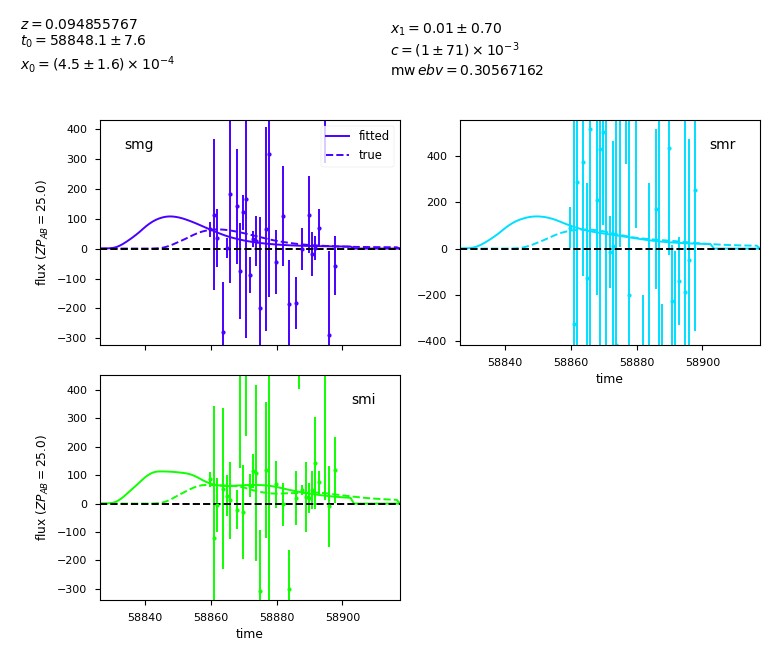 z = 0.094855767
t₀ = 58848.1 ± 7.6
x₀ = (4.5 ± 1.6) × 10⁻⁴
x₁ = 0.01 ± 0.70
c = (1 ± 71) × 10⁻³
mw ebv = 0.30567162
smg
fitted
true
400
300
200
100
0
−100
−200
−300
flux (ZP_AB = 25.0)
smr
400
200
0
−200
−400
58840 58860 58880 58900
time
smi
400
300
200
100
0
−100
−200
−300
flux (ZP_AB = 25.0)
58840 58860 58880 58900
time